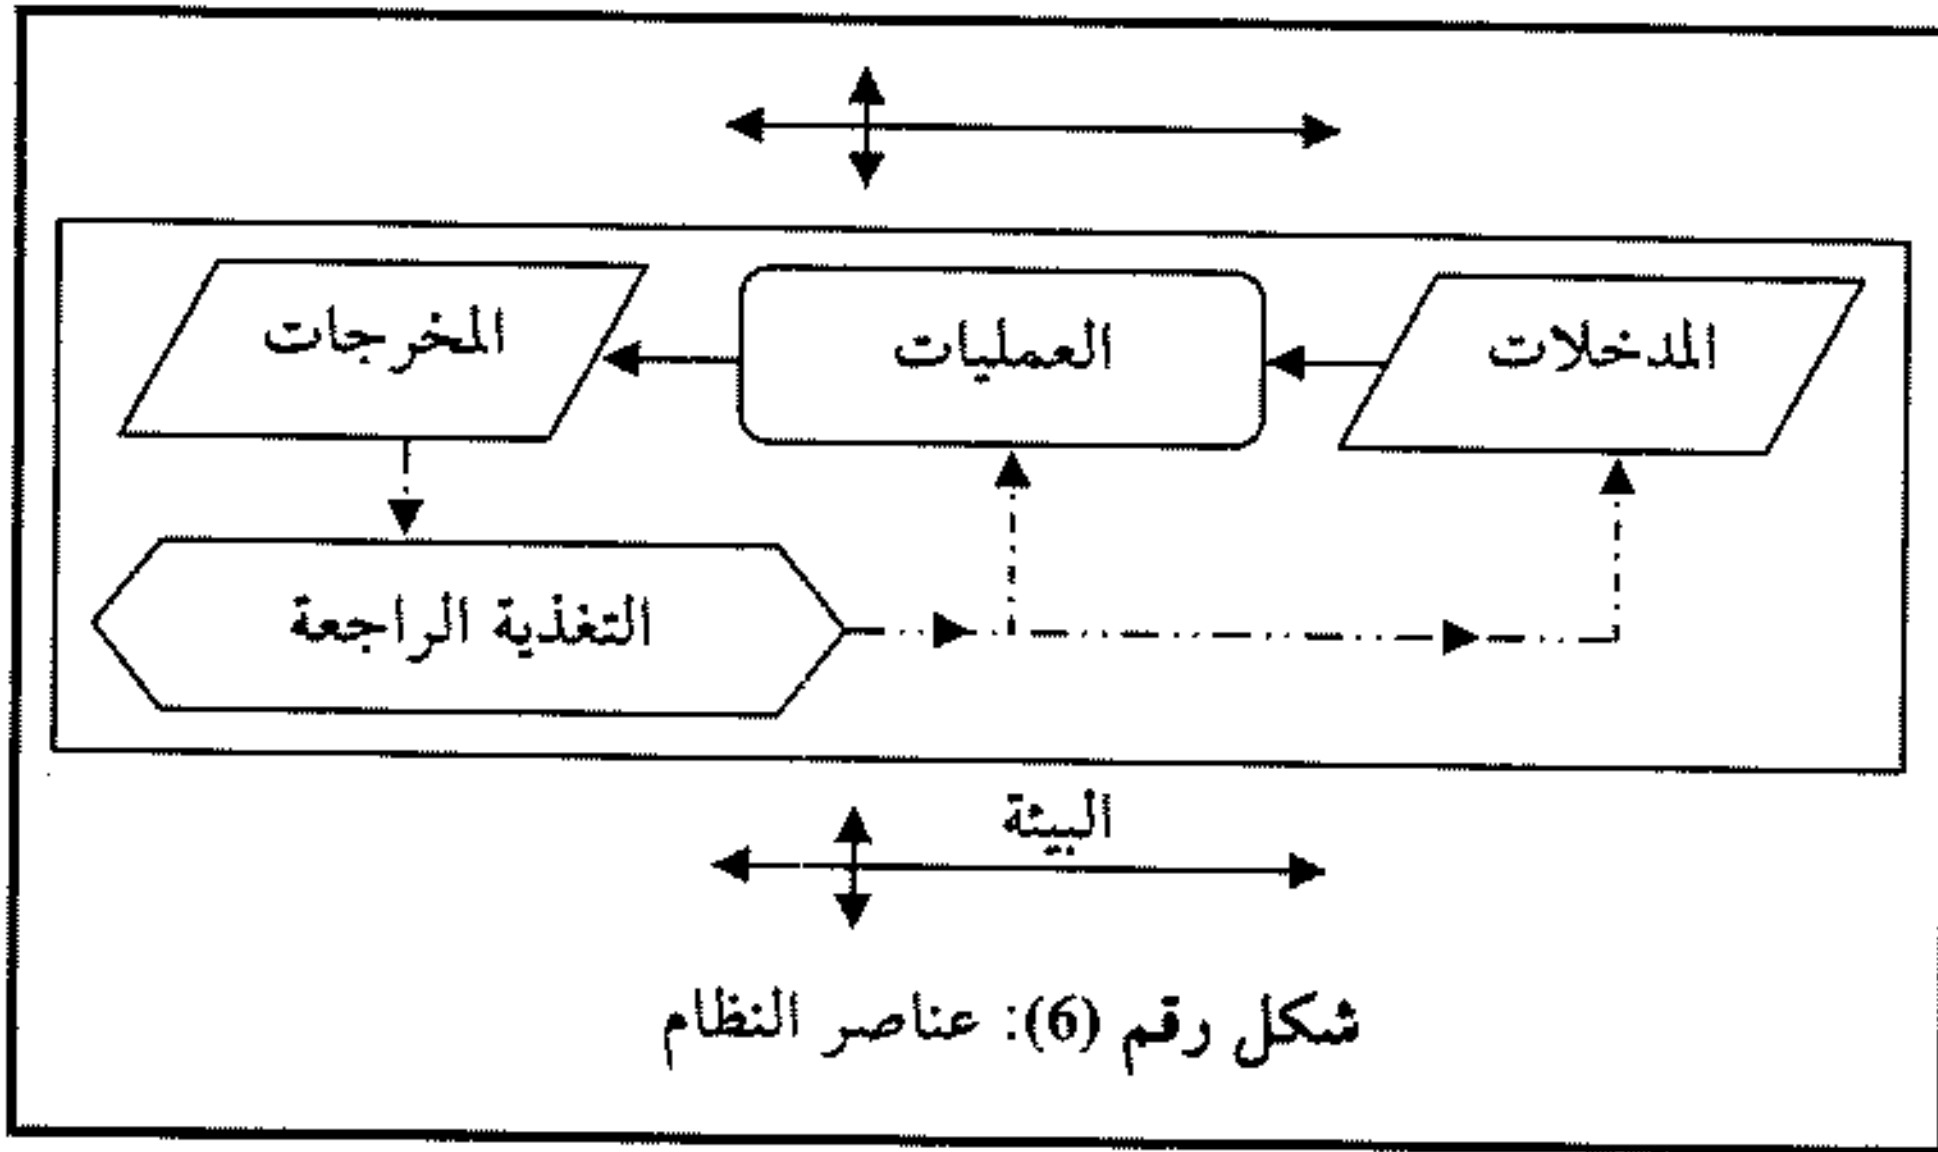 المدخلات
العمليات
المخرجات
التغذية الراجعة
البيئة
شكل رقم (6): عناصر النظام